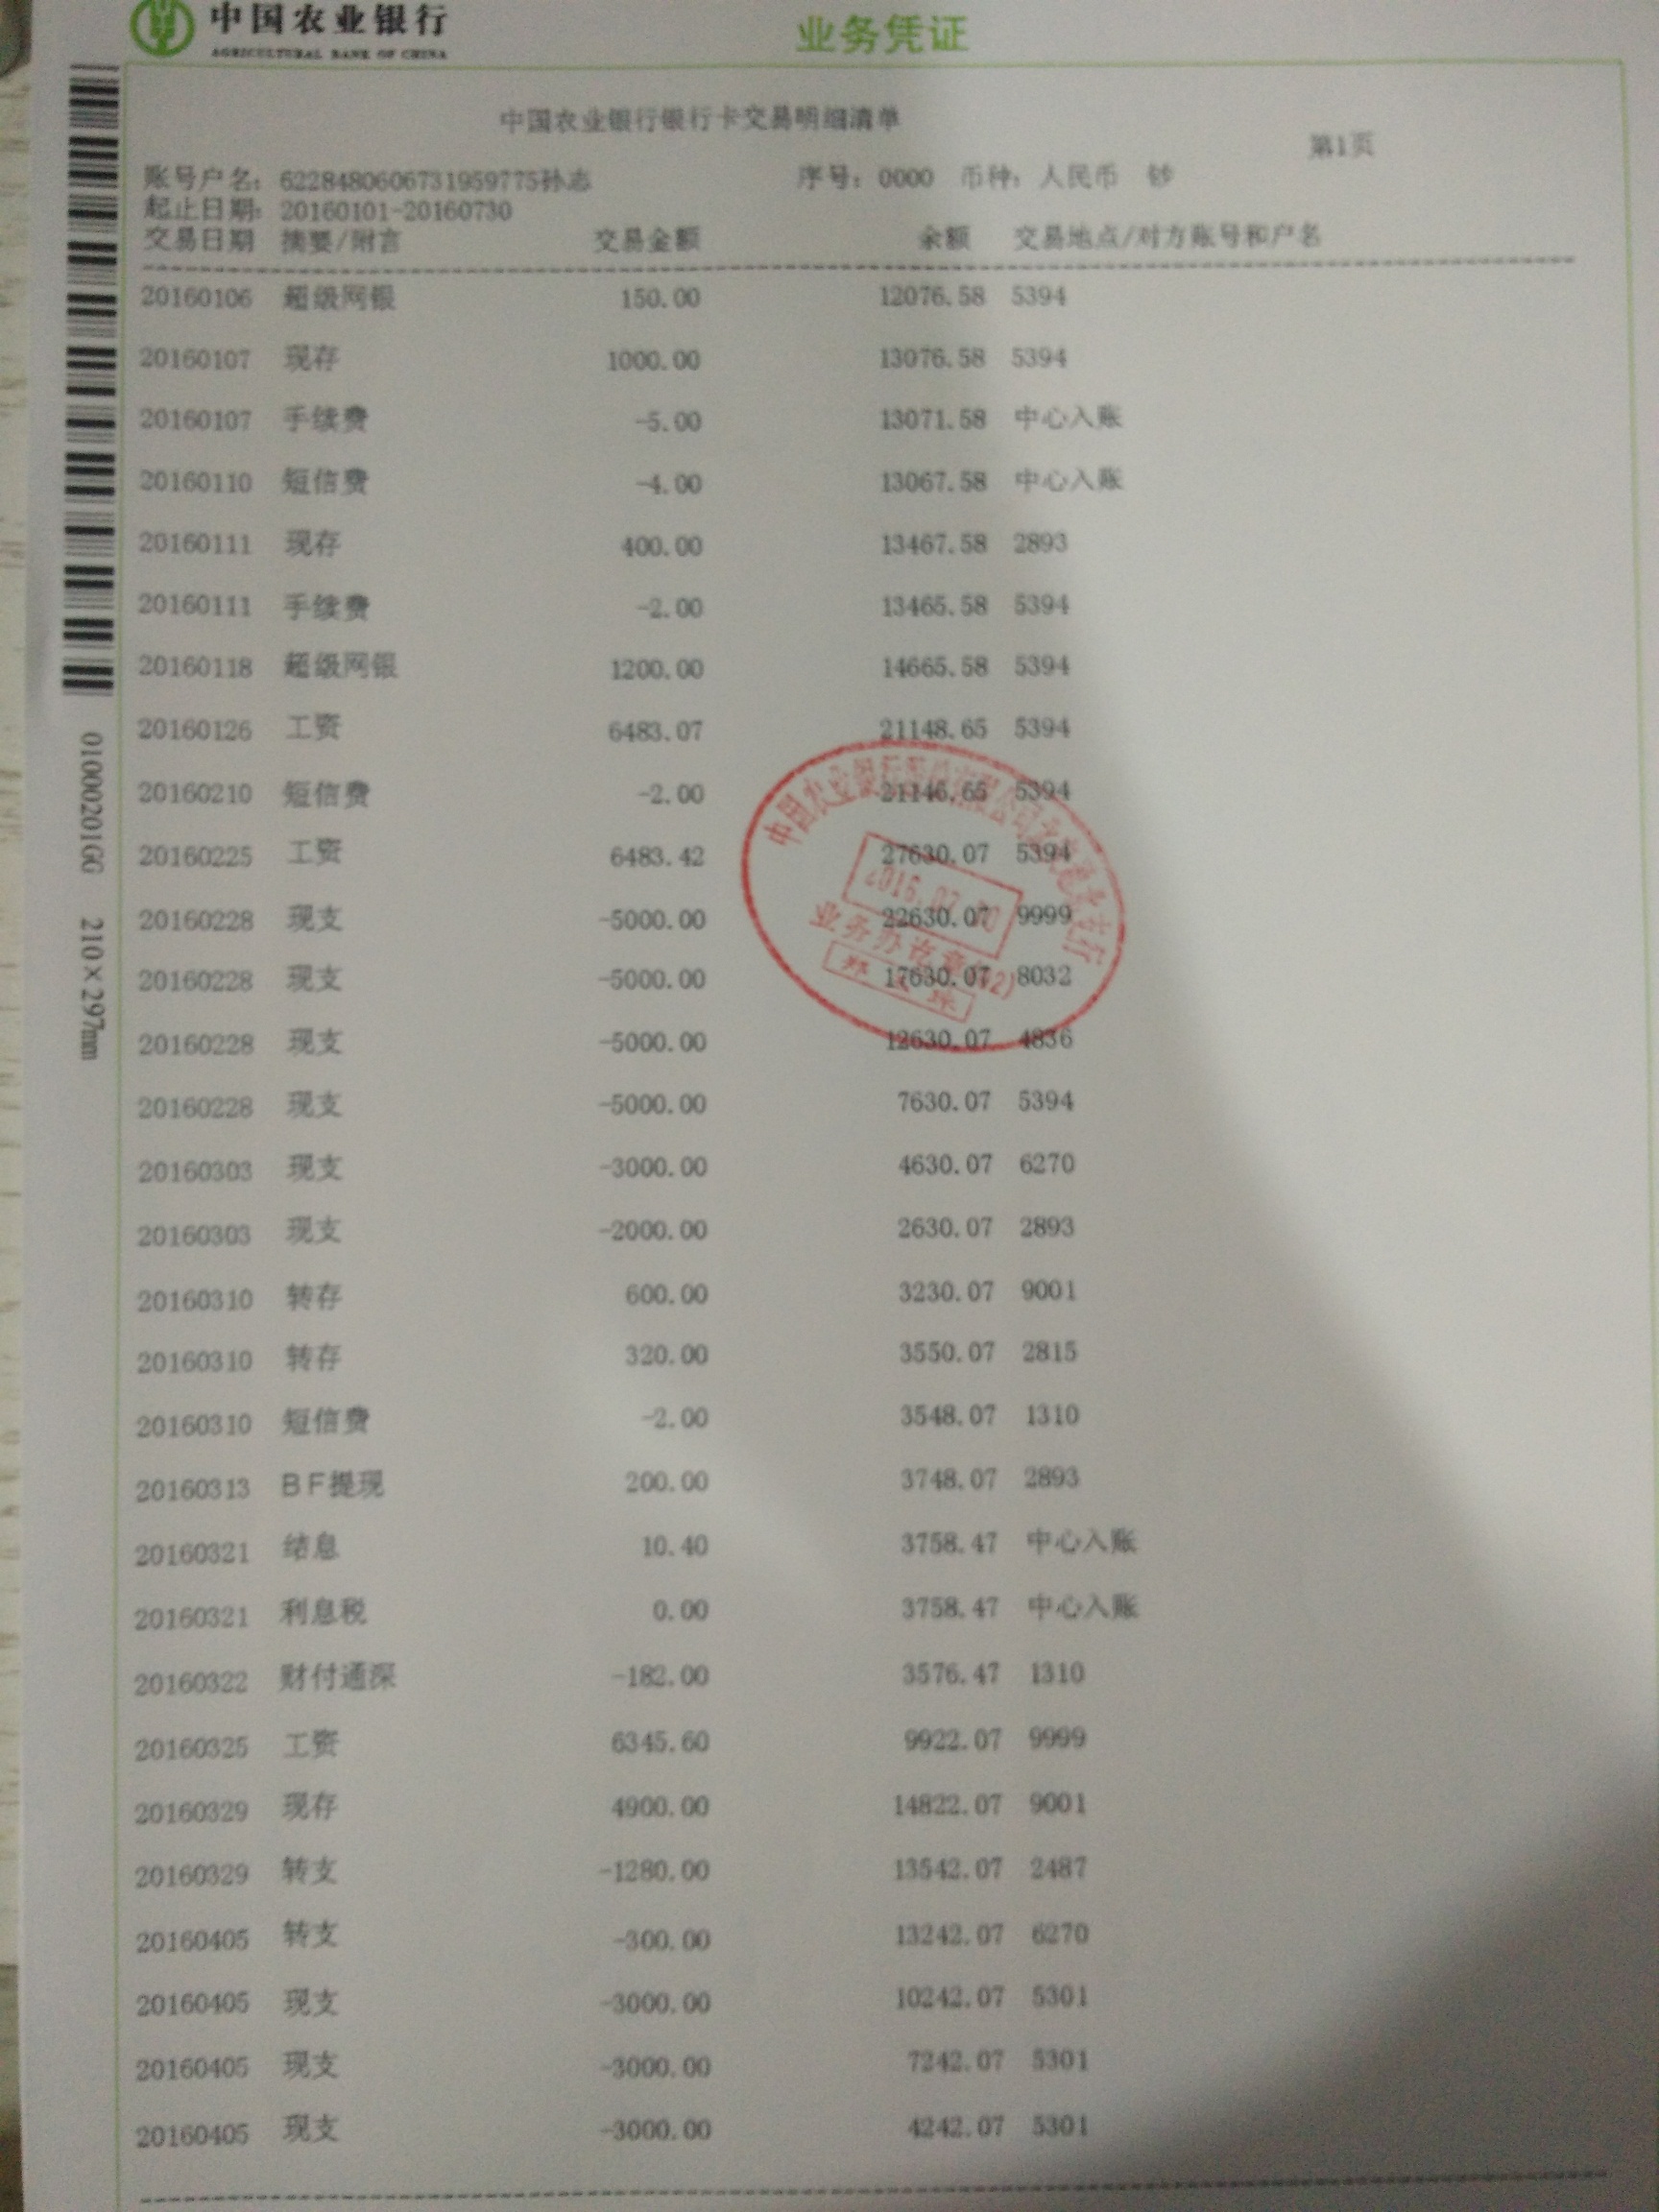 中国农业银行
AGRICULTURAL BANK OF CHINA
业务凭证
中国农业银行银行卡交易明细清单
第1页
账号户名: 6228480606731959775孙志 序号: 0000 币种: 人民币 钞
起止日期: 20160101-20160730
交易日期 摘要/附言 交易金额 余额 交易地点/对方账号和户名
20160106 超级网银 150.00 12076.58 5394
20160107 现存 1000.00 13076.58 5394
20160107 手续费 -5.00 13071.58 中心入账
20160110 短信费 -4.00 13067.58 中心入账
20160111 现存 400.00 13467.58 2893
20160111 手续费 -2.00 13465.58 5394
20160118 超级网银 1200.00 14665.58 5394
20160126 工资 6483.07 21148.65 5394
20160210 短信费 -2.00 21146.65 5394
20160225 工资 6483.42 27630.07 5394
20160228 现支 -5000.00 22630.07 9999
20160228 现支 -5000.00 17630.07 8032
20160228 现支 -5000.00 12630.07 4836
20160228 现支 -5000.00 7630.07 5394
20160303 现支 -3000.00 4630.07 6270
20160303 现支 -2000.00 2630.07 2893
20160310 转存 600.00 3230.07 9001
20160310 转存 320.00 3550.07 2815
20160310 短信费 -2.00 3548.07 1310
20160313 BF提现 200.00 3748.07 2893
20160321 结息 10.40 3758.47 中心入账
20160321 利息税 0.00 3758.47 中心入账
20160322 财付通深 -182.00 3576.47 1310
20160325 工资 6345.60 9922.07 9999
20160329 现存 4900.00 14822.07 9001
20160329 转支 -1280.00 13542.07 2487
20160405 转支 -300.00 13242.07 6270
20160405 现支 -3000.00 10242.07 5301
20160405 现支 -3000.00 7242.07 5301
20160405 现支 -3000.00 4242.07 5301
中国农业银行
业务办讫章
01000201GG 210×297mm